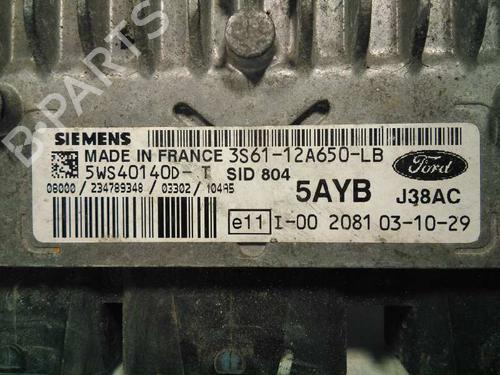 B-PARTS
SIEMENS
MADE IN FRANCE 3S61-12A650-LB
5WS40140D-T SID 804
Ford
08000 / 234789348 / 03302 / 104A5
5AYB J38AC
e11 I-00 2081 03-10-29